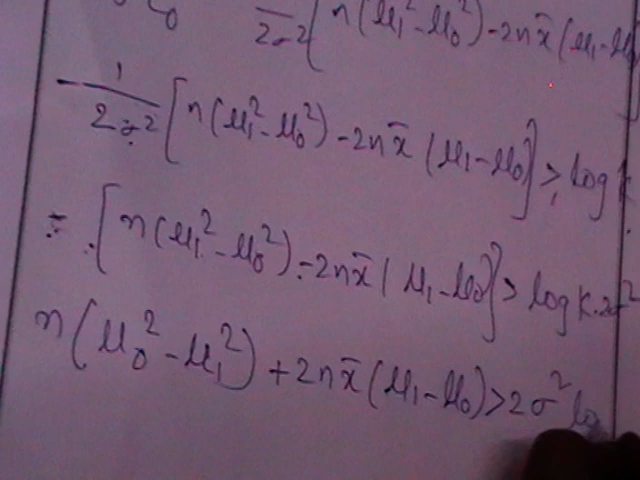 n(μ₁² - μ₀²) - 2nx̄ (μ₁ - μ₀
- 1/2σ² [n(μ₁² - μ₀²) - 2nx̄ (μ₁ - μ₀)] ≥ log k
- [n(μ₁² - μ₀²) - 2nx̄ (μ₁ - μ₀)] > log k. 2σ²
n(μ₀² - μ₁²) + 2nx̄ (μ₁ - μ₀) > 2σ² log